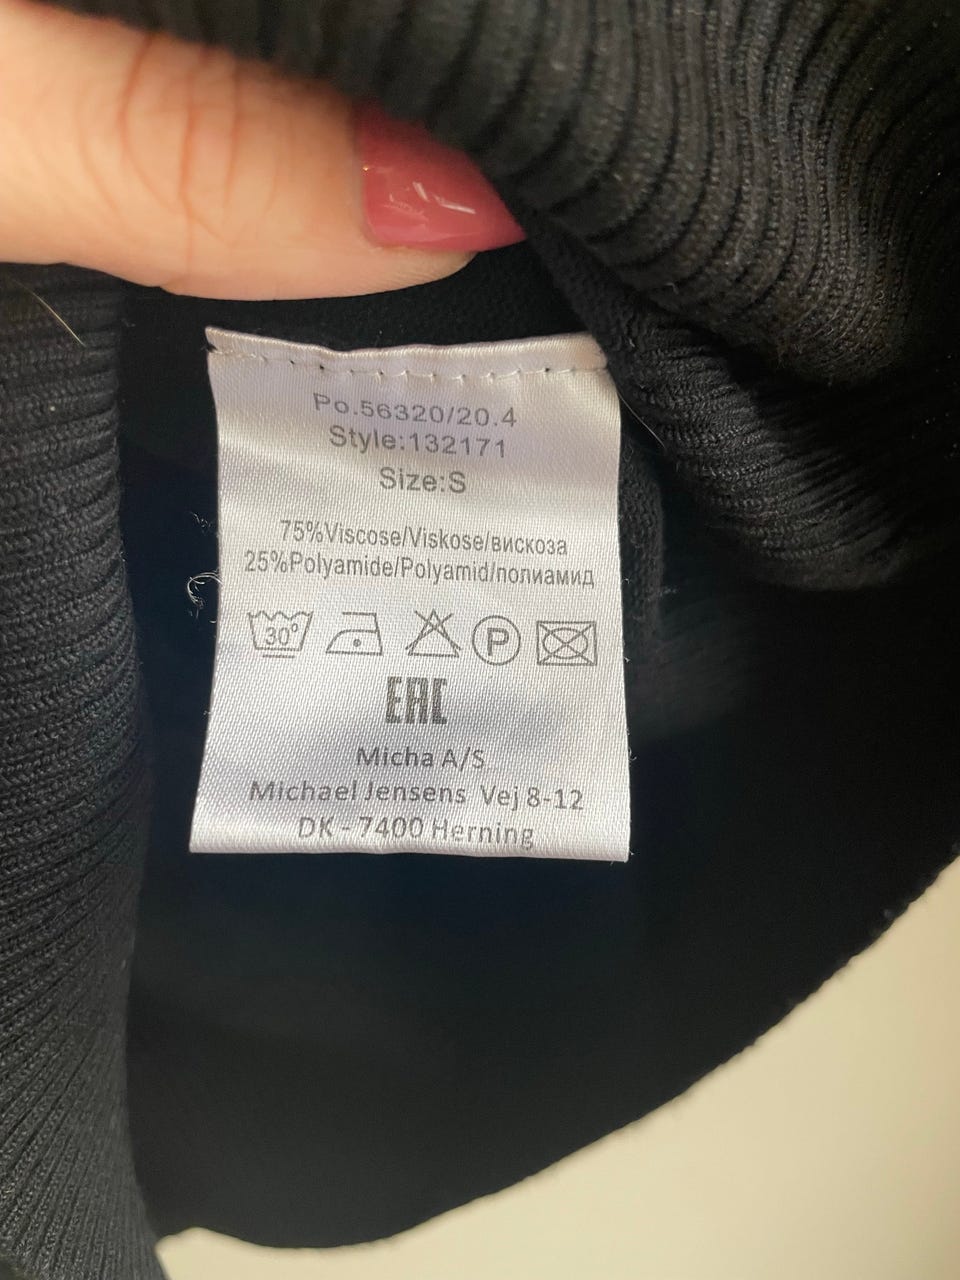 Po.56320/20.4
Style:132171
Size:S
75%Viscose/Viskose/вискоза
25%Polyamide/Polyamid/полиамид
30° P
EAC
Micha A/S
Michael Jensens Vej 8-12
DK - 7400 Herning